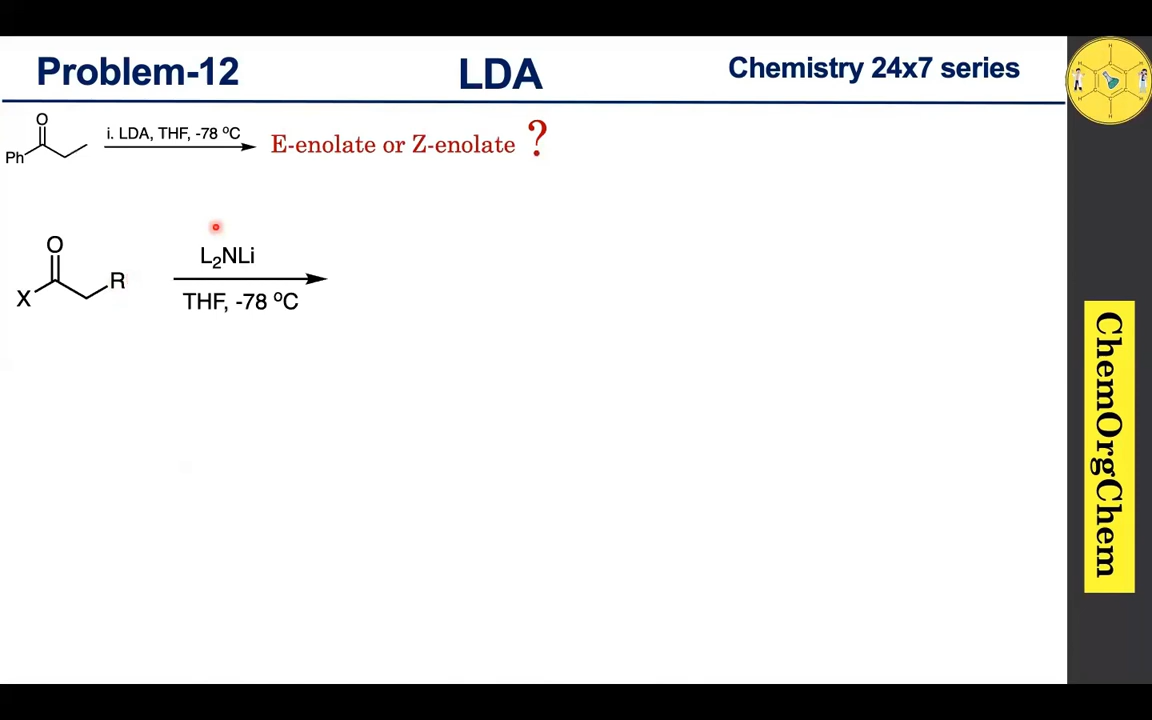 Problem-12
LDA
Chemistry 24x7 series
O
Ph
i. LDA, THF, -78 ºC
E-enolate or Z-enolate ?
O
X
R
L₂NLi
THF, -78 ºC
ChemOrgChem